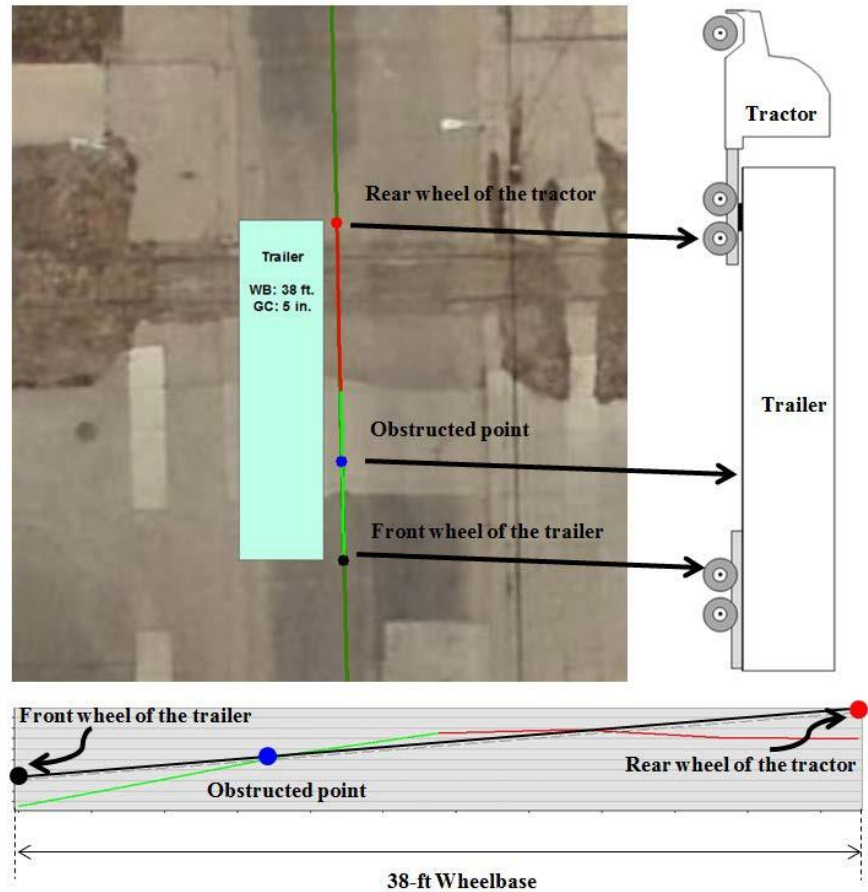 Tractor
Rear wheel of the tractor
Trailer
WB: 38 ft.
GC: 5 in.
Trailer
Obstructed point
Front wheel of the trailer
Front wheel of the trailer
Rear wheel of the tractor
Obstructed point
38-ft Wheelbase